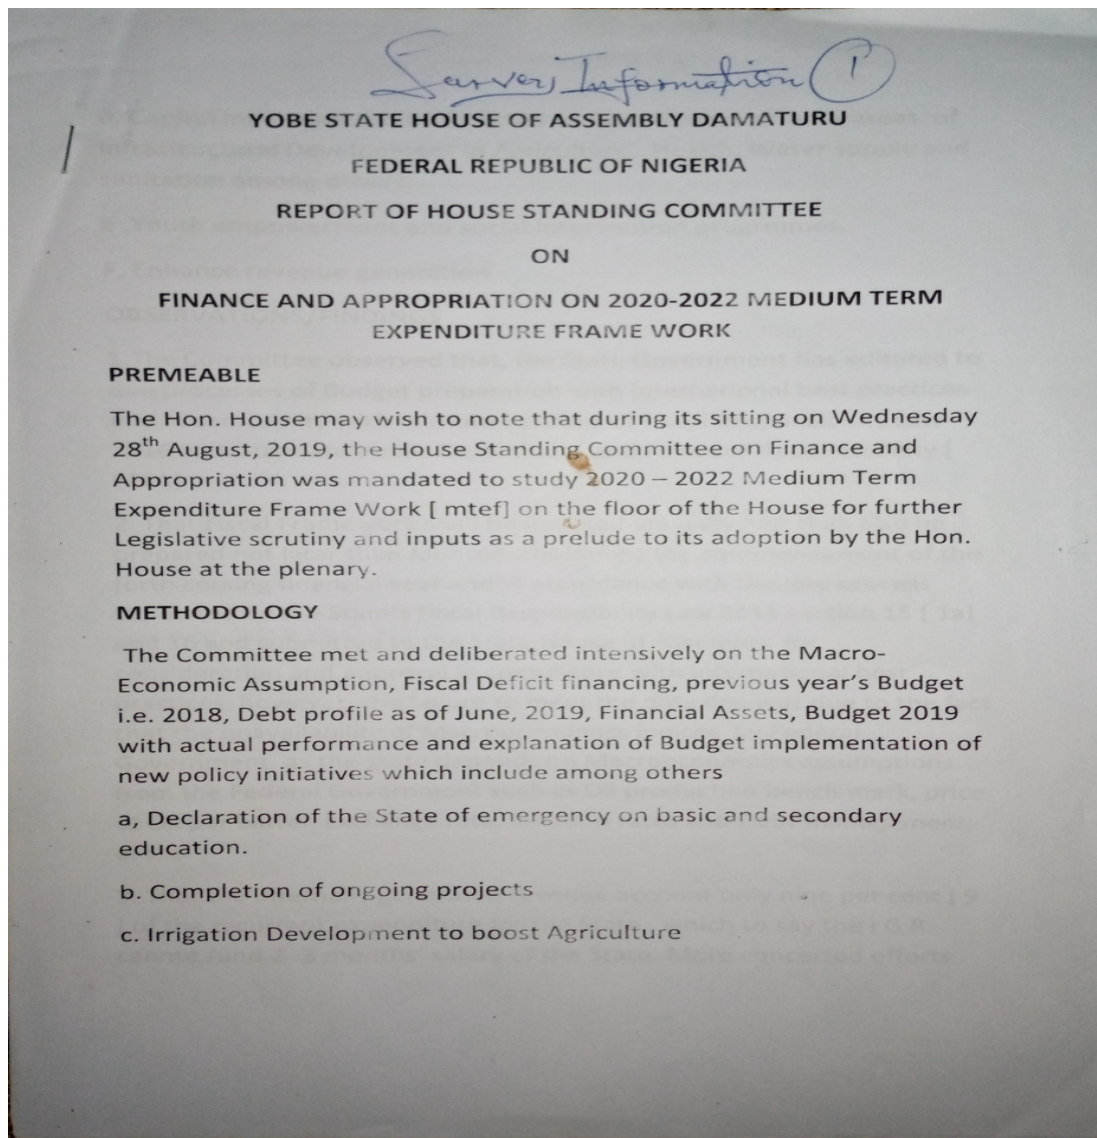 Information 1
YOBE STATE HOUSE OF ASSEMBLY DAMATURU
FEDERAL REPUBLIC OF NIGERIA
REPORT OF HOUSE STANDING COMMITTEE
ON
FINANCE AND APPROPRIATION ON 2020-2022 MEDIUM TERM
EXPENDITURE FRAME WORK
PREMEABLE
The Hon. House may wish to note that during its sitting on Wednesday
28th August, 2019, the House Standing Committee on Finance and
Appropriation was mandated to study 2020 – 2022 Medium Term
Expenditure Frame Work [ mtef] on the floor of the House for further
Legislative scrutiny and inputs as a prelude to its adoption by the Hon.
House at the plenary.
METHODOLOGY
The Committee met and deliberated intensively on the Macro-
Economic Assumption, Fiscal Deficit financing, previous year's Budget
i.e. 2018, Debt profile as of June, 2019, Financial Assets, Budget 2019
with actual performance and explanation of Budget implementation of
new policy initiatives which include among others
a, Declaration of the State of emergency on basic and secondary
education.
b. Completion of ongoing projects
c. Irrigation Development to boost Agriculture